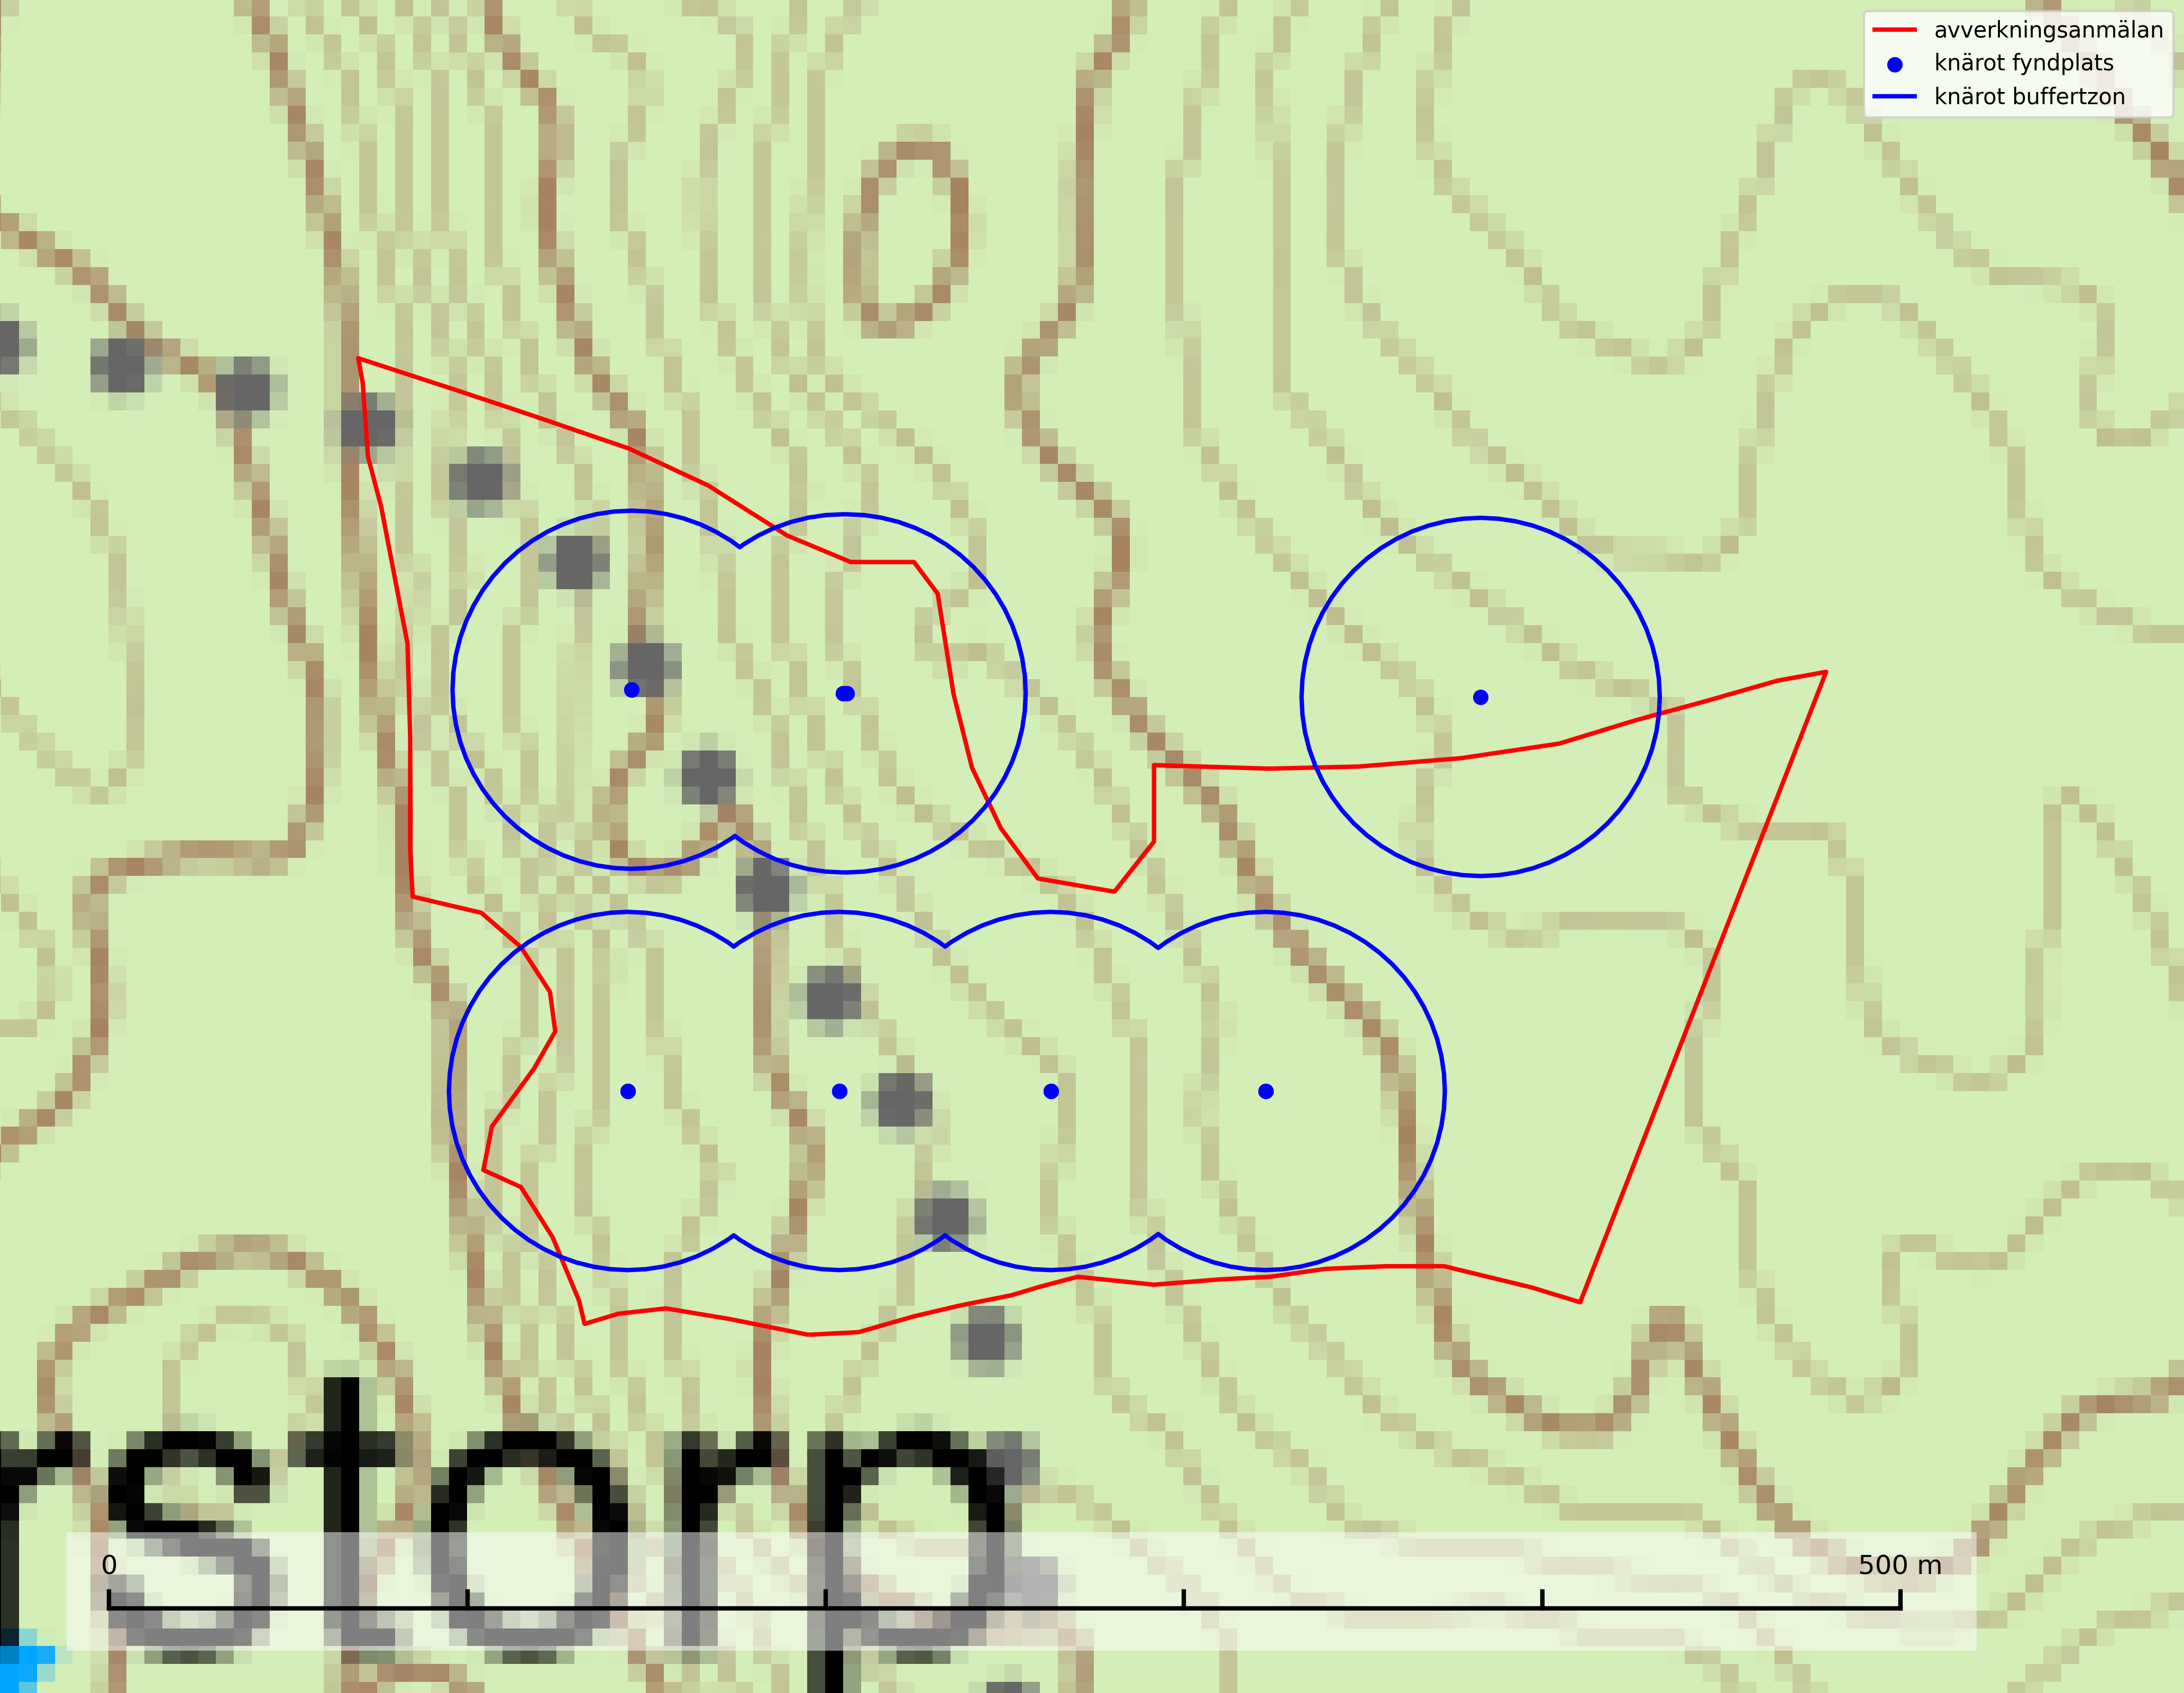 avverkningsanmälan
knärot fyndplats
knärot buffertzon
rstorp
0 500 m